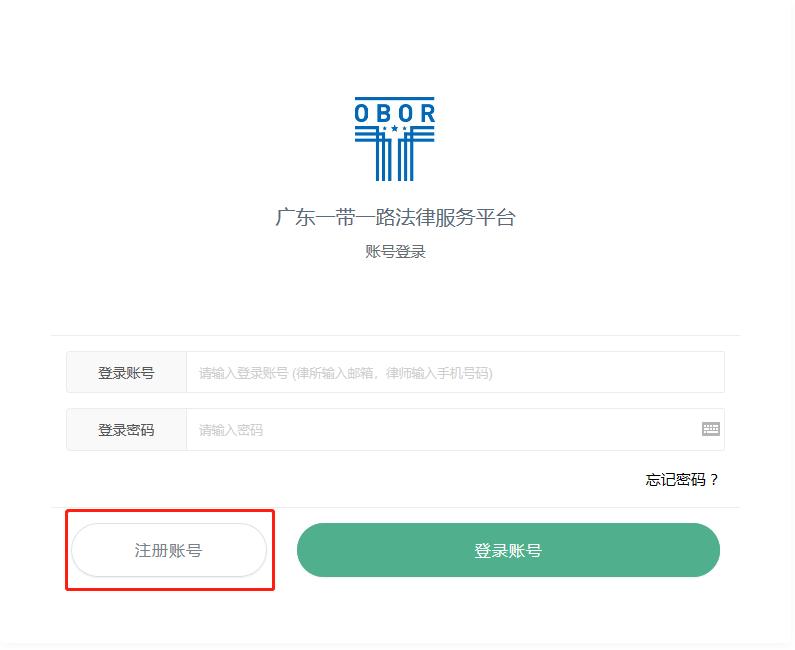 OBOR
广东一带一路法律服务平台
账号登录
登录账号 请输入登录账号 (律所输入邮箱，律师输入手机号码)
登录密码 请输入密码
忘记密码？
注册账号 登录账号